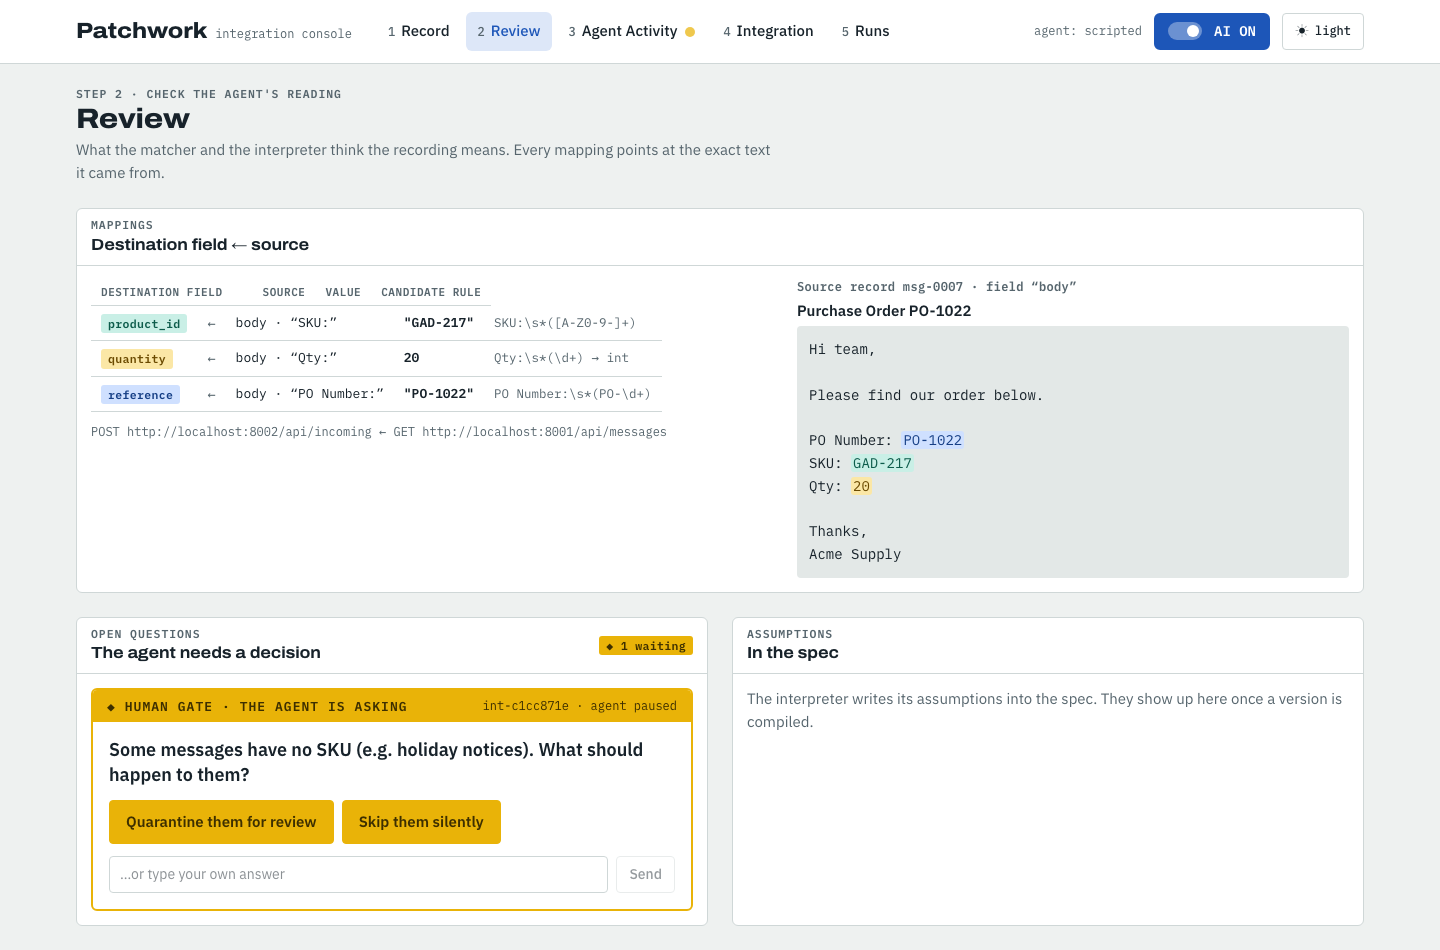 Patchwork integration console
1 Record
2 Review
3 Agent Activity
4 Integration
5 Runs
agent: scripted
AI ON
☀ light
STEP 2 · CHECK THE AGENT'S READING
Review
What the matcher and the interpreter think the recording means. Every mapping points at the exact text
it came from.
MAPPINGS
Destination field ← source
DESTINATION FIELD SOURCE VALUE CANDIDATE RULE
product_id ← body · “SKU:” "GAD-217" SKU:\s*([A-Z0-9-]+)
quantity ← body · “Qty:” 20 Qty:\s*(\d+) → int
reference ← body · “PO Number:” "PO-1022" PO Number:\s*(PO-\d+)
POST http://localhost:8002/api/incoming ← GET http://localhost:8001/api/messages
Source record msg-0007 · field “body”
Purchase Order PO-1022
Hi team,
Please find our order below.
PO Number: PO-1022
SKU: GAD-217
Qty: 20
Thanks,
Acme Supply
OPEN QUESTIONS
The agent needs a decision
◆ 1 waiting
◆ HUMAN GATE · THE AGENT IS ASKING
int-c1cc871e · agent paused
Some messages have no SKU (e.g. holiday notices). What should
happen to them?
Quarantine them for review
Skip them silently
…or type your own answer
Send
ASSUMPTIONS
In the spec
The interpreter writes its assumptions into the spec. They show up here once a version is
compiled.